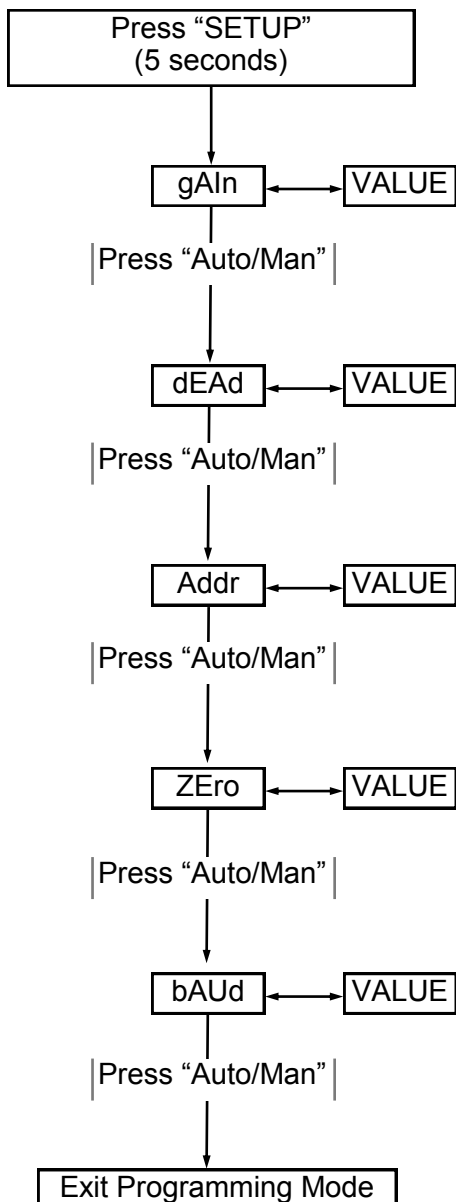 Press “SETUP”
(5 seconds)
gAIn VALUE
Press “Auto/Man”
dEAd VALUE
Press “Auto/Man”
Addr VALUE
Press “Auto/Man”
ZEro VALUE
Press “Auto/Man”
bAUd VALUE
Press “Auto/Man”
Exit Programming Mode